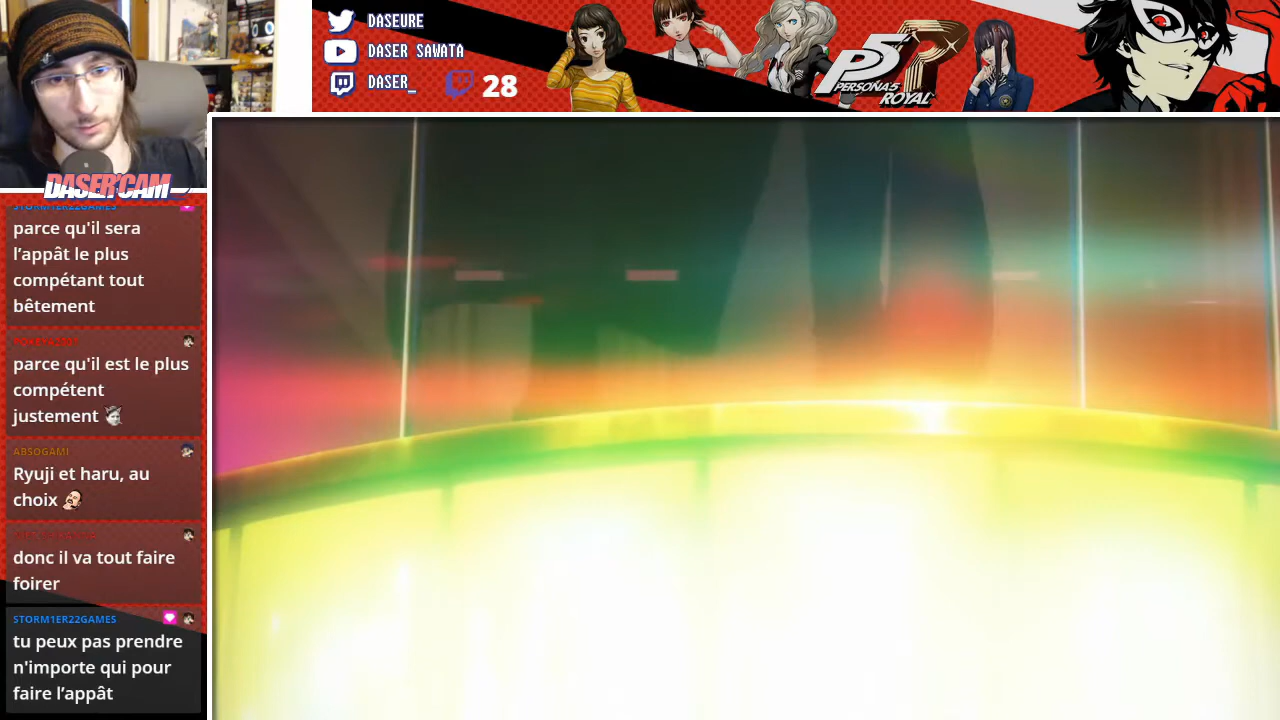 DASEURE
DASER SAWATA
DASER_
28
P5R
PERSONA5
ROYAL
DASER'CAM
STORM1ER22GAMES
parce qu'il sera
l’appât le plus
compétant tout
bêtement
parce qu'il est le plus
compétent
justement
ABSOGAMI
Ryuji et haru, au
choix
donc il va tout faire
foirer
STORM1ER22GAMES
tu peux pas prendre
n'importe qui pour
faire l’appât